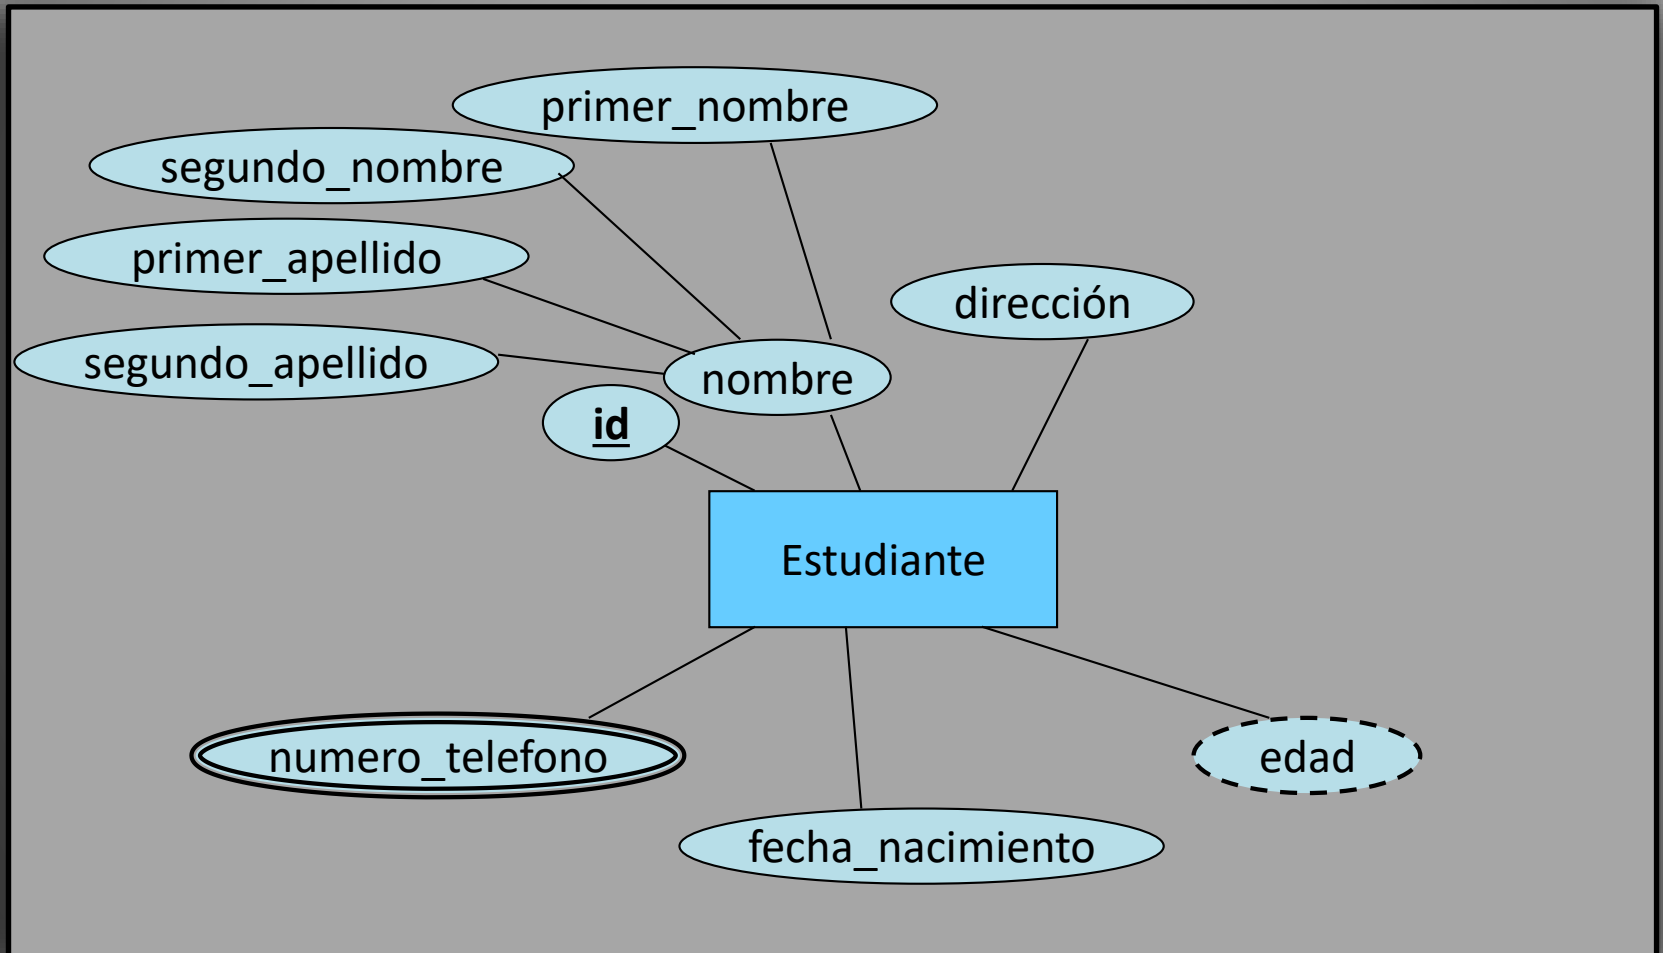 primer_nombre
segundo_nombre
primer_apellido
dirección
segundo_apellido
nombre
id
Estudiante
numero_telefono
edad
fecha_nacimiento